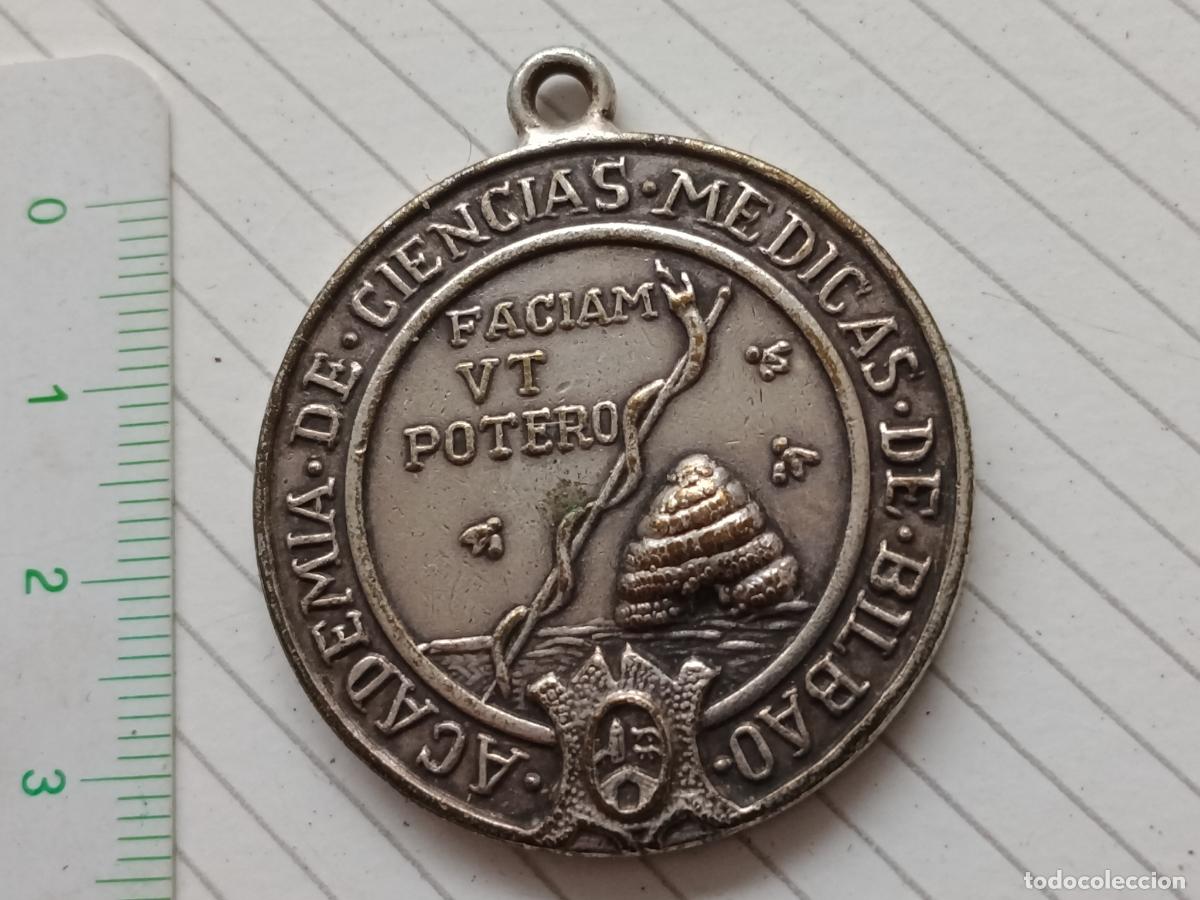 · ACADEMIA · DE · CIENCIAS · MEDICAS · DE · BILBAO ·
FACIAM
VT
POTERO
0
1
2
3
todocoleccion